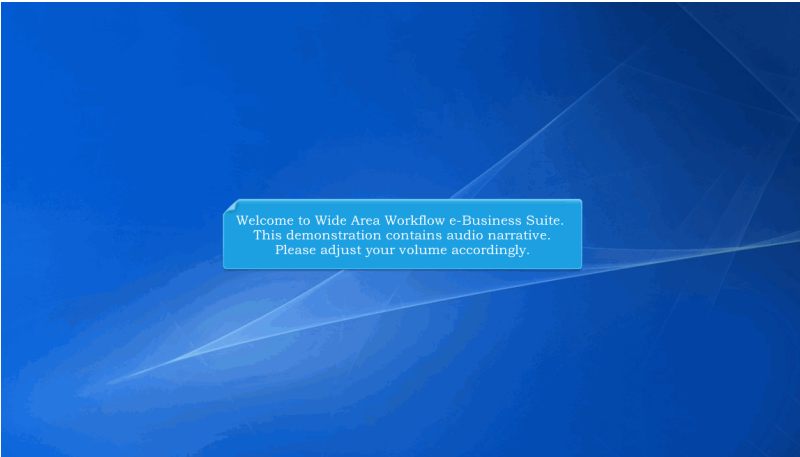 Welcome to Wide Area Workflow e-Business Suite.
This demonstration contains audio narrative.
Please adjust your volume accordingly.